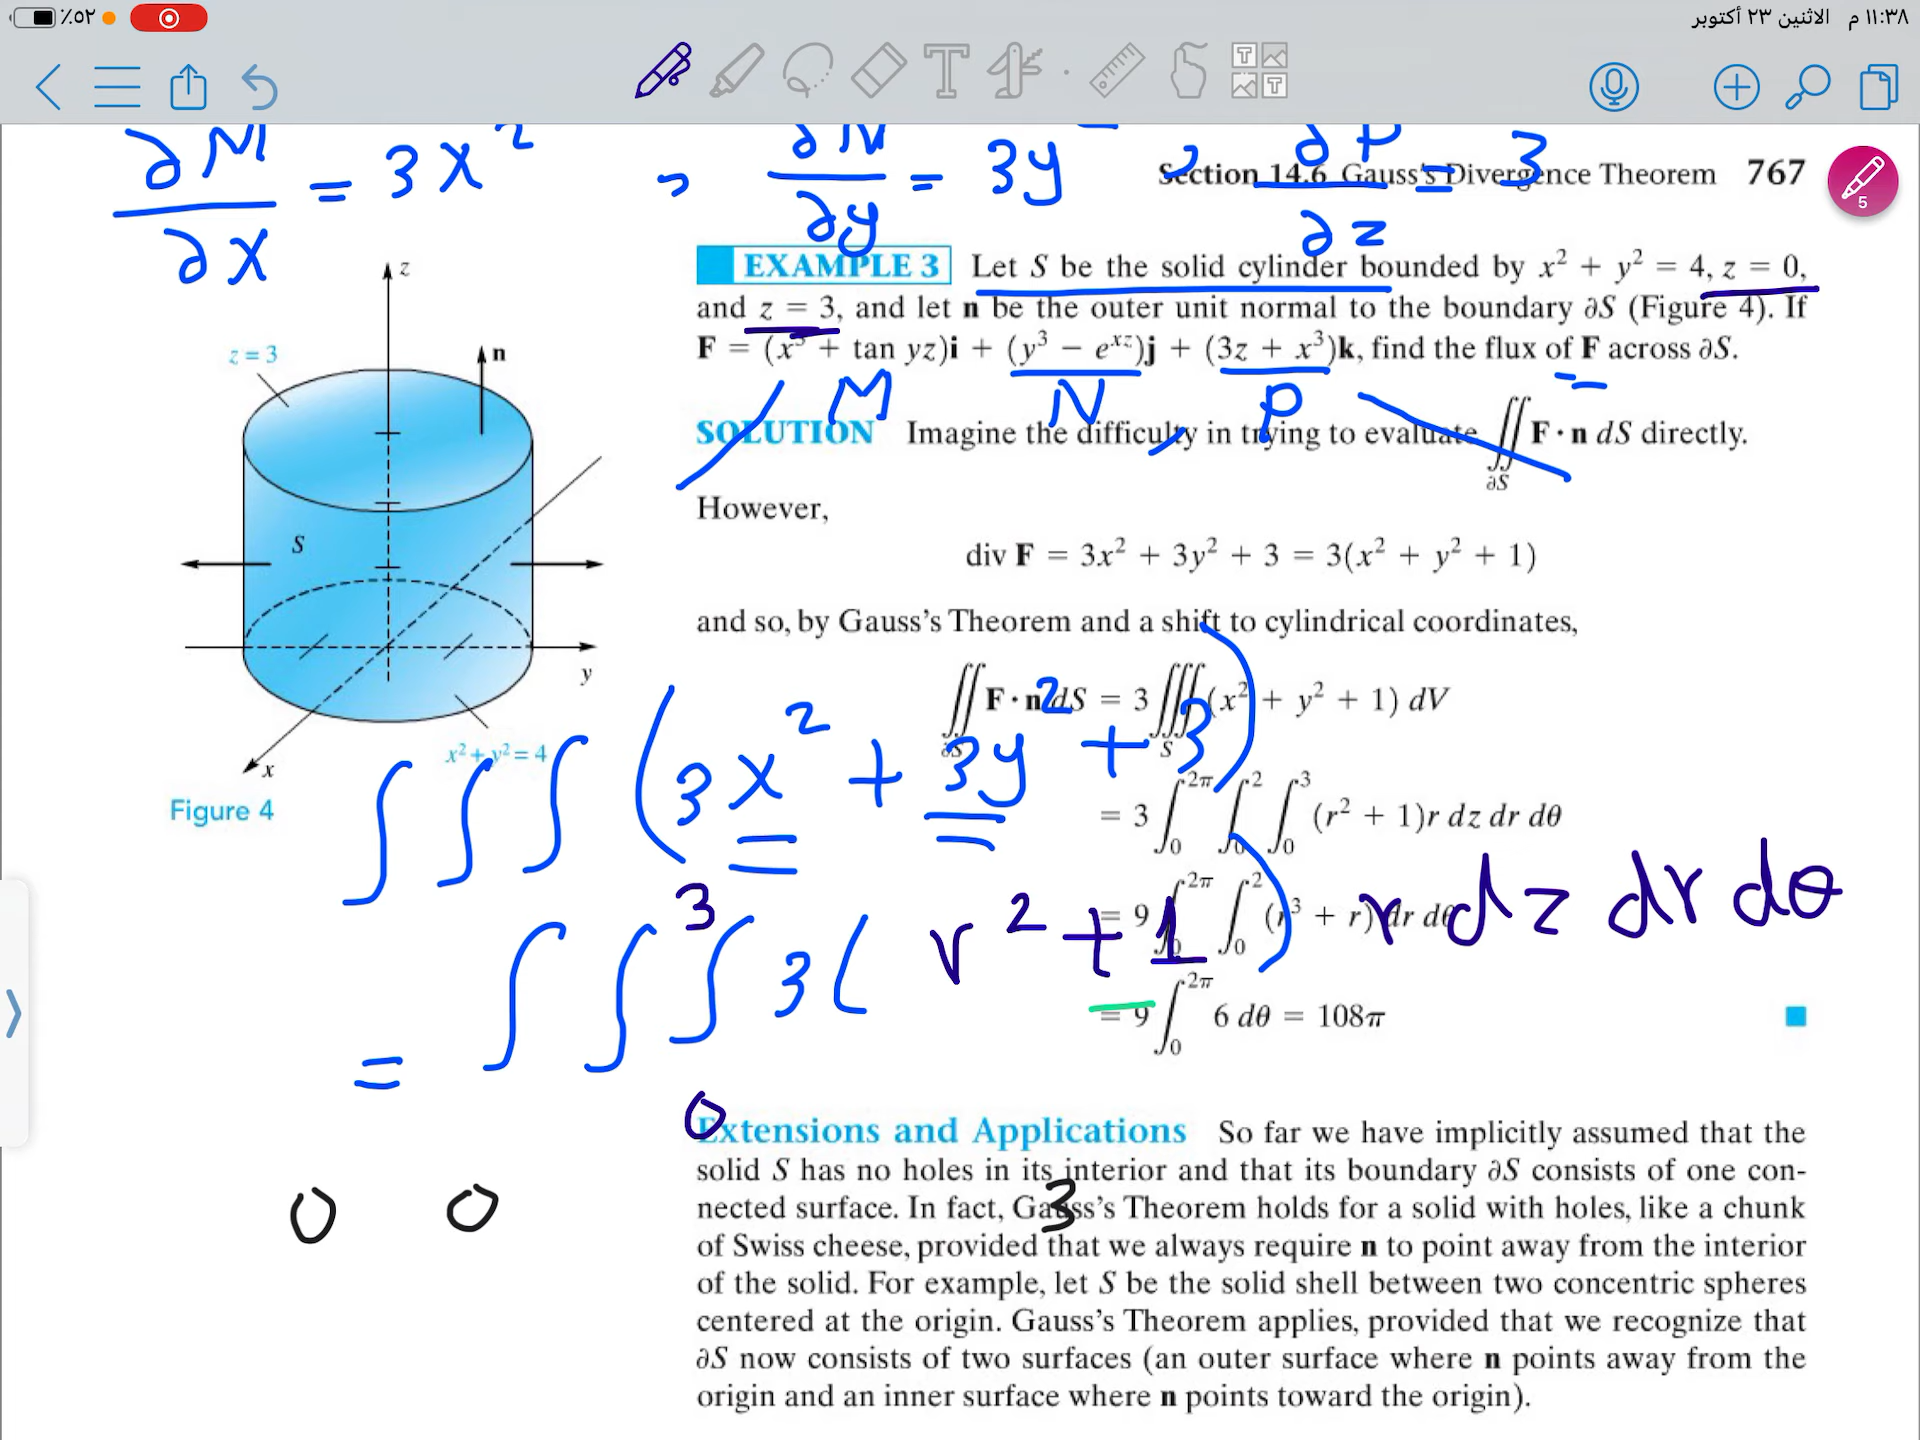 ٪٥٢
١١:٣٨ م الاثنين ٢٣ أكتوبر
∂M/∂x = 3x² , ∂N/∂y = 3y² , ∂P/∂z = 3
Section 14.6 Gauss's Divergence Theorem 767
5
EXAMPLE 3 Let S be the solid cylinder bounded by x² + y² = 4, z = 0,
and z = 3, and let n be the outer unit normal to the boundary ∂S (Figure 4). If
F = (x³ + tan yz)i + (y³ − e^{xz})j + (3z + x³)k, find the flux of F across ∂S.
M N P
SOLUTION Imagine the difficulty in trying to evaluate ∬_{∂S} F · n dS directly.
However,
div F = 3x² + 3y² + 3 = 3(x² + y² + 1)
and so, by Gauss's Theorem and a shift to cylindrical coordinates,
∬_{∂S} F · n dS = 3 ∭_S (x² + y² + 1) dV
= 3 ∫₀^{2π} ∫₀² ∫₀³ (r² + 1)r dz dr dθ
= 9 ∫₀^{2π} ∫₀² (r³ + r) dr dθ
= 9 ∫₀^{2π} 6 dθ = 108π
z
z = 3
n
S
y
x² + y² = 4
x
Figure 4
∫∫∫ (3x² + 3y² + 3)
= ∫∫∫₀³ 3(r² + 1) r dz dr dθ
0 0 3
Extensions and Applications So far we have implicitly assumed that the
solid S has no holes in its interior and that its boundary ∂S consists of one con-
nected surface. In fact, Gauss's Theorem holds for a solid with holes, like a chunk
of Swiss cheese, provided that we always require n to point away from the interior
of the solid. For example, let S be the solid shell between two concentric spheres
centered at the origin. Gauss's Theorem applies, provided that we recognize that
∂S now consists of two surfaces (an outer surface where n points away from the
origin and an inner surface where n points toward the origin).